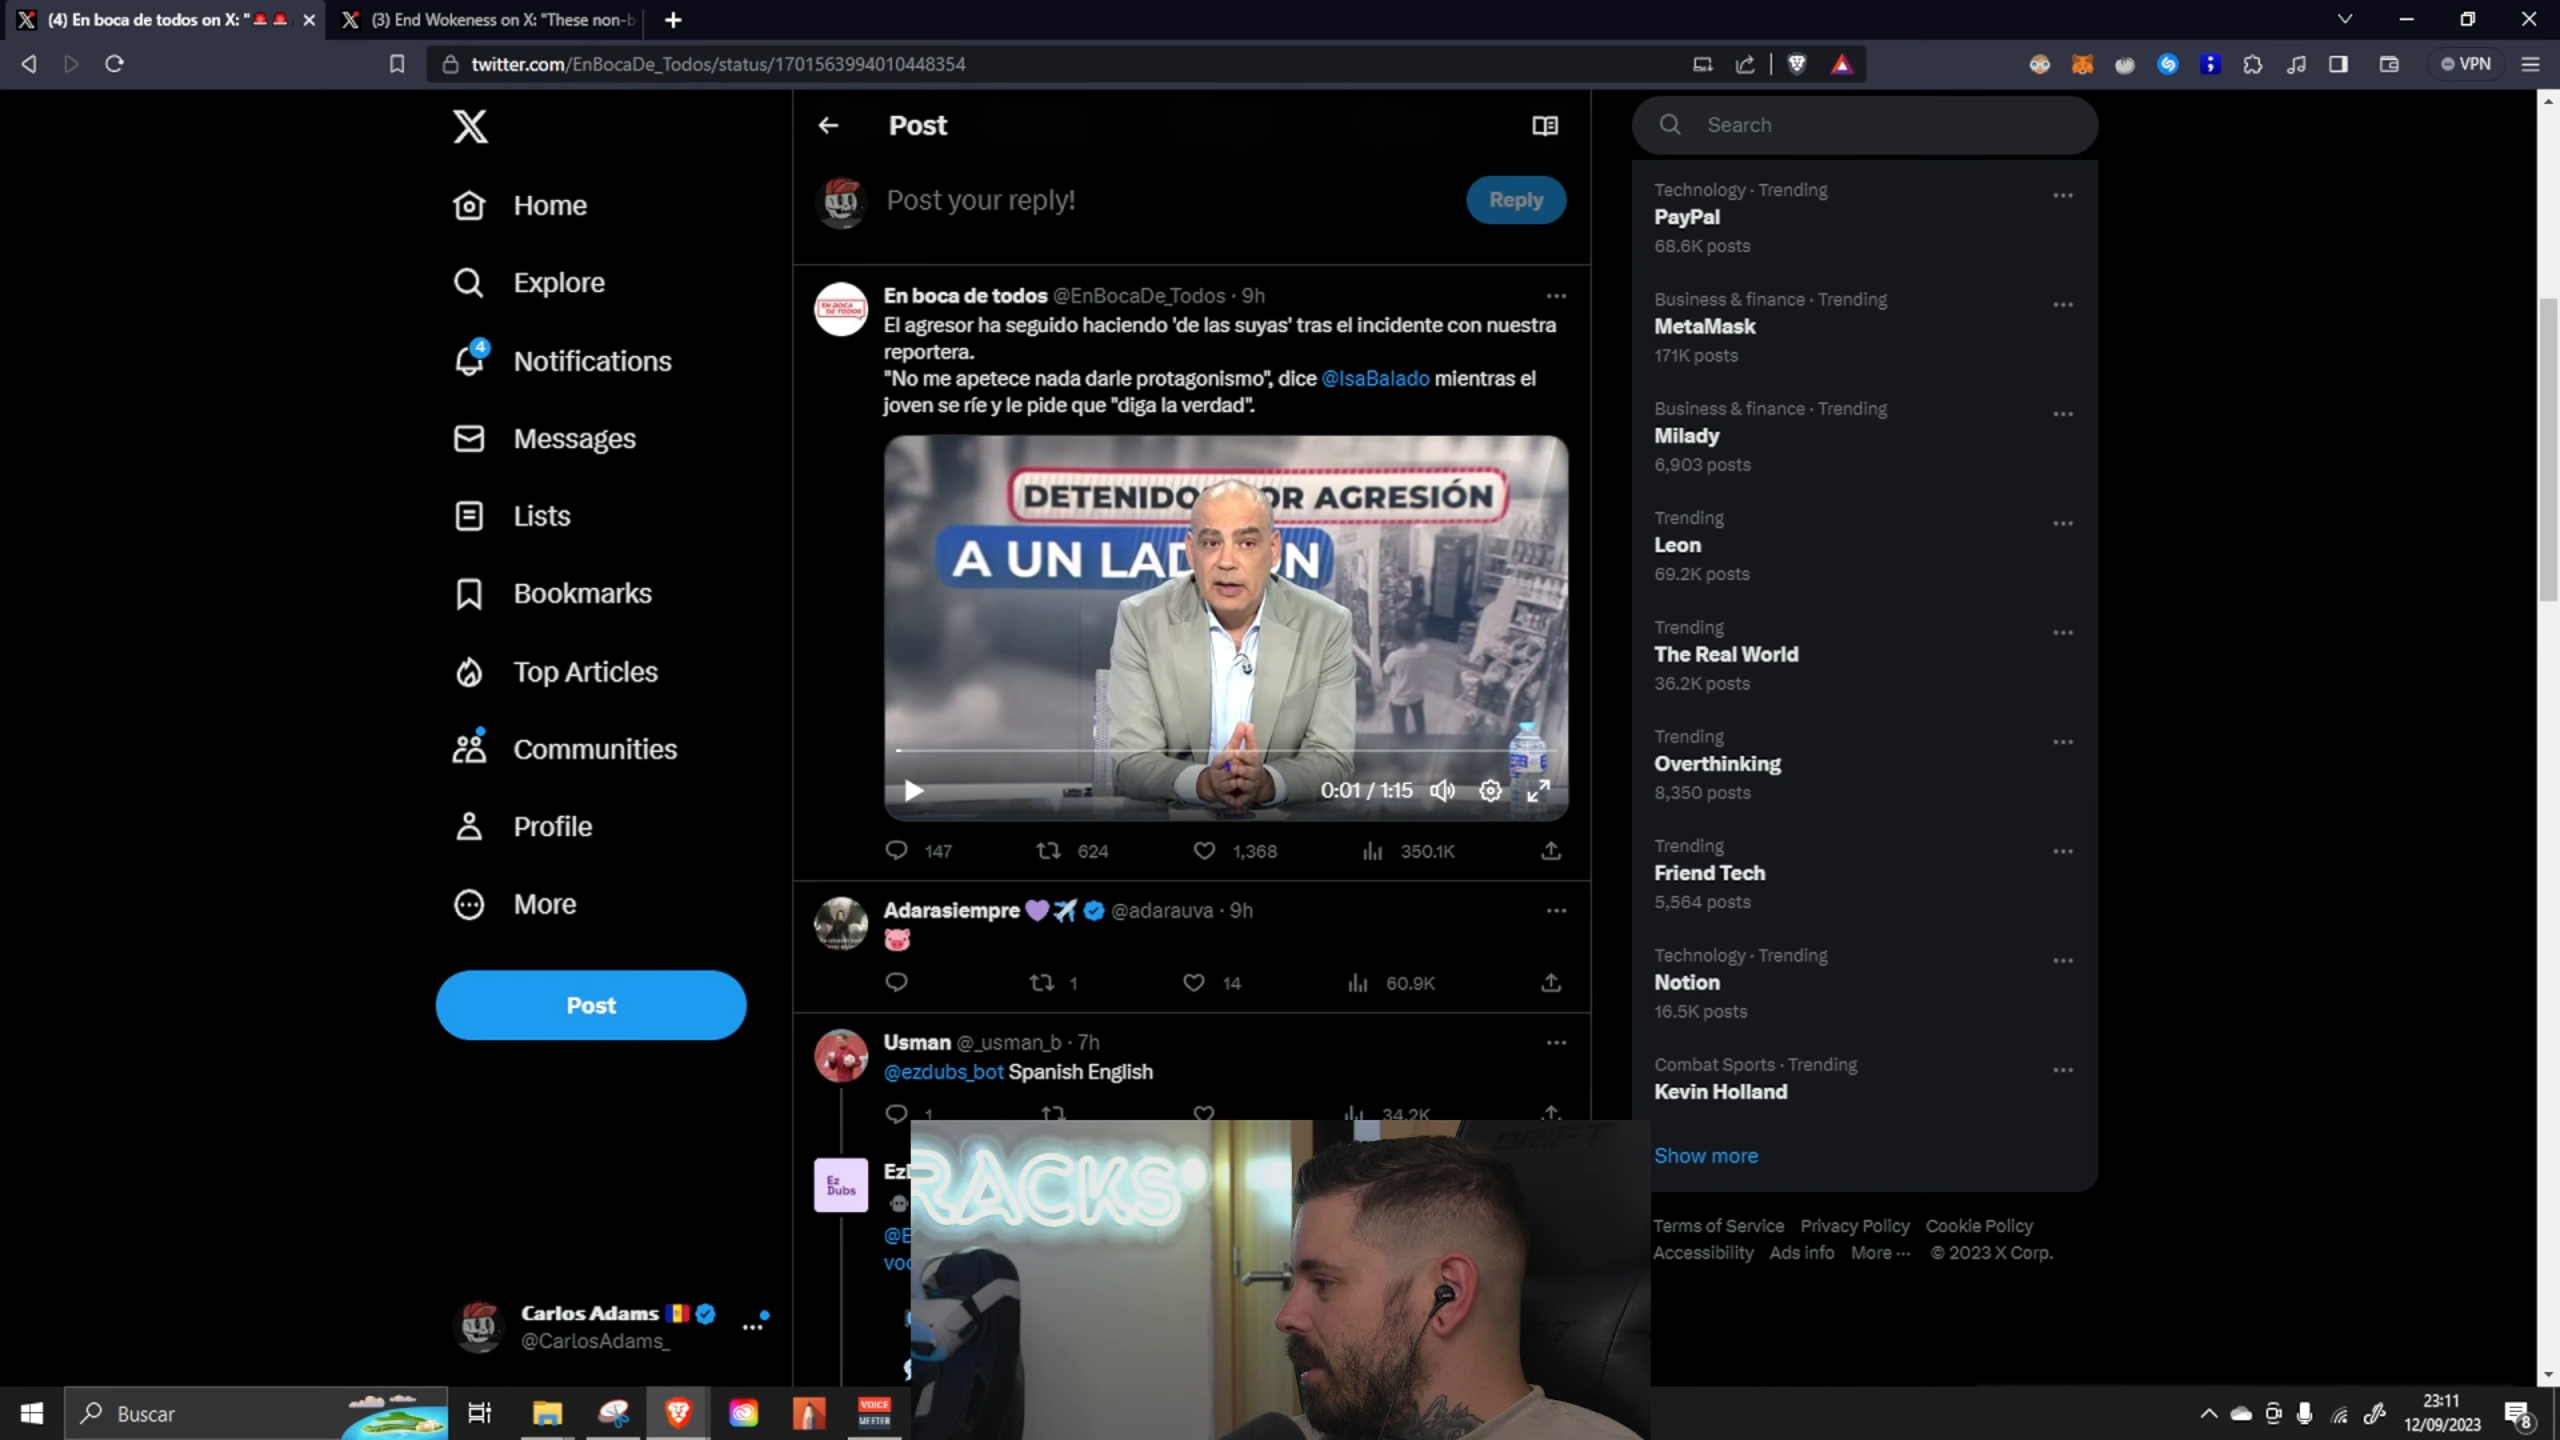 (4) En boca de todos on X: "🚨🚨
(3) End Wokeness on X: "These non-b
twitter.com/EnBocaDe_Todos/status/1701563994010448354
VPN
Home
Explore
4
Notifications
Messages
Lists
Bookmarks
Top Articles
Communities
Profile
More
Post
Carlos Adams
@CarlosAdams_
Post
Post your reply!
Reply
En boca de todos @EnBocaDe_Todos · 9h
El agresor ha seguido haciendo 'de las suyas' tras el incidente con nuestra
reportera.
"No me apetece nada darle protagonismo", dice @IsaBalado mientras el
joven se ríe y le pide que "diga la verdad".
DETENIDO OR AGRESIÓN
A UN LAD N
0:01 / 1:15
147 624 1,368 350.1K
Adarasiempre 💜✈️ @adarauva · 9h
🐷
1 14 60.9K
Usman @_usman_b · 7h
@ezdubs_bot Spanish English
1 34.2K
Ez
Dubs
RACKS
DRIFT
Search
Technology · Trending
PayPal
68.6K posts
Business & finance · Trending
MetaMask
171K posts
Business & finance · Trending
Milady
6,903 posts
Trending
Leon
69.2K posts
Trending
The Real World
36.2K posts
Trending
Overthinking
8,350 posts
Trending
Friend Tech
5,564 posts
Technology · Trending
Notion
16.5K posts
Combat Sports · Trending
Kevin Holland
Show more
Terms of Service Privacy Policy Cookie Policy
Accessibility Ads info More ··· © 2023 X Corp.
Buscar
VOICE
MEETER
23:11
12/09/2023
8